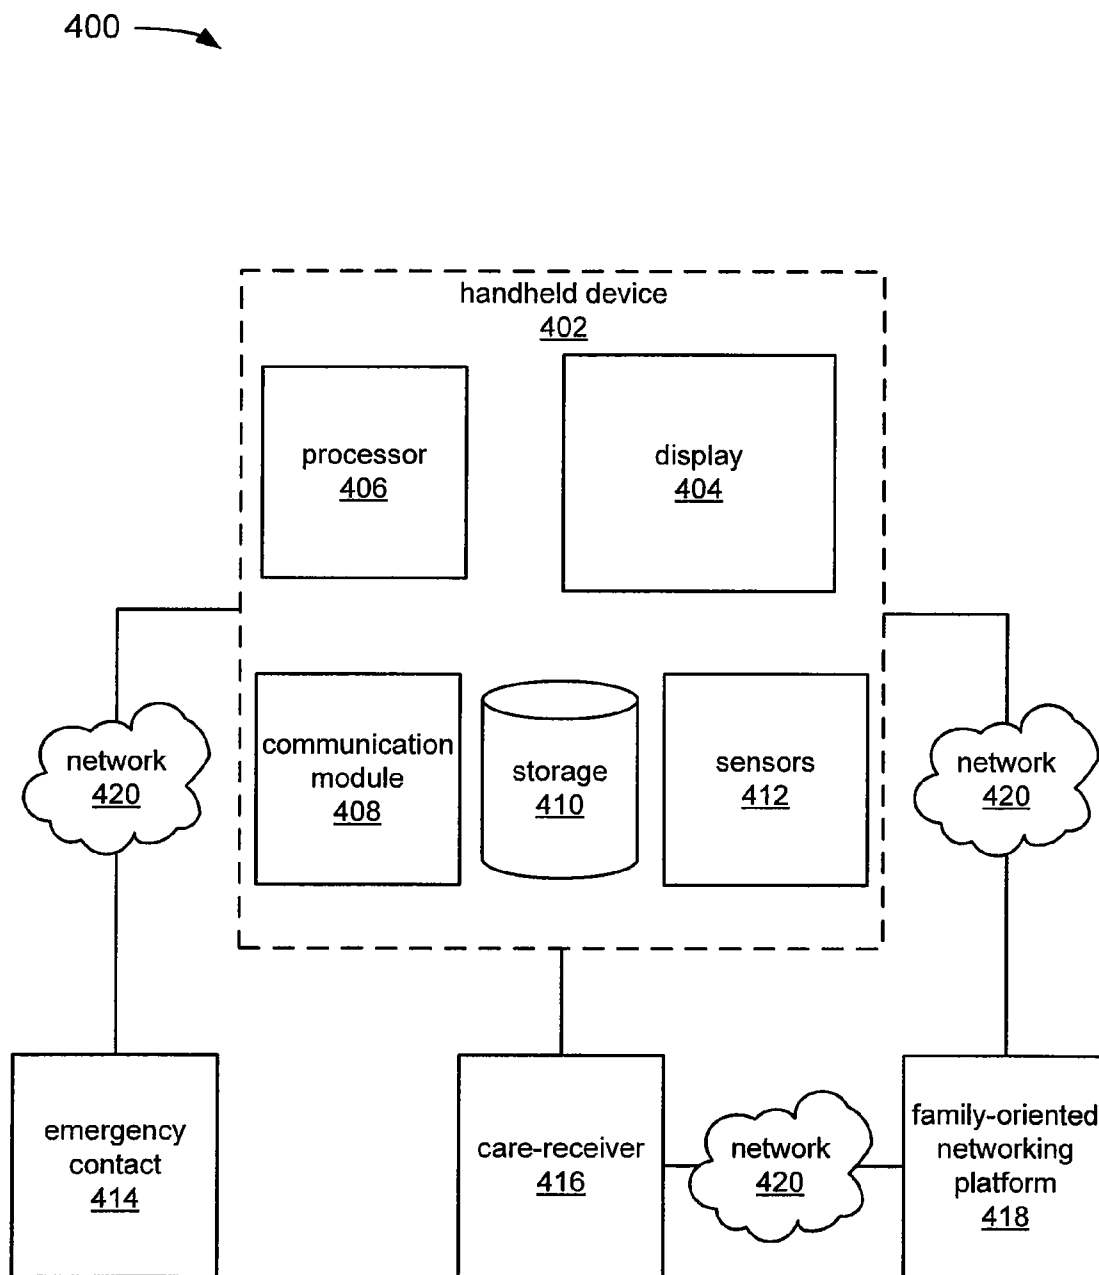 400
handheld device
402
processor
406
display
404
communication
module
408
storage
410
sensors
412
network
420
network
420
emergency
contact
414
care-receiver
416
network
420
family-oriented
networking
platform
418